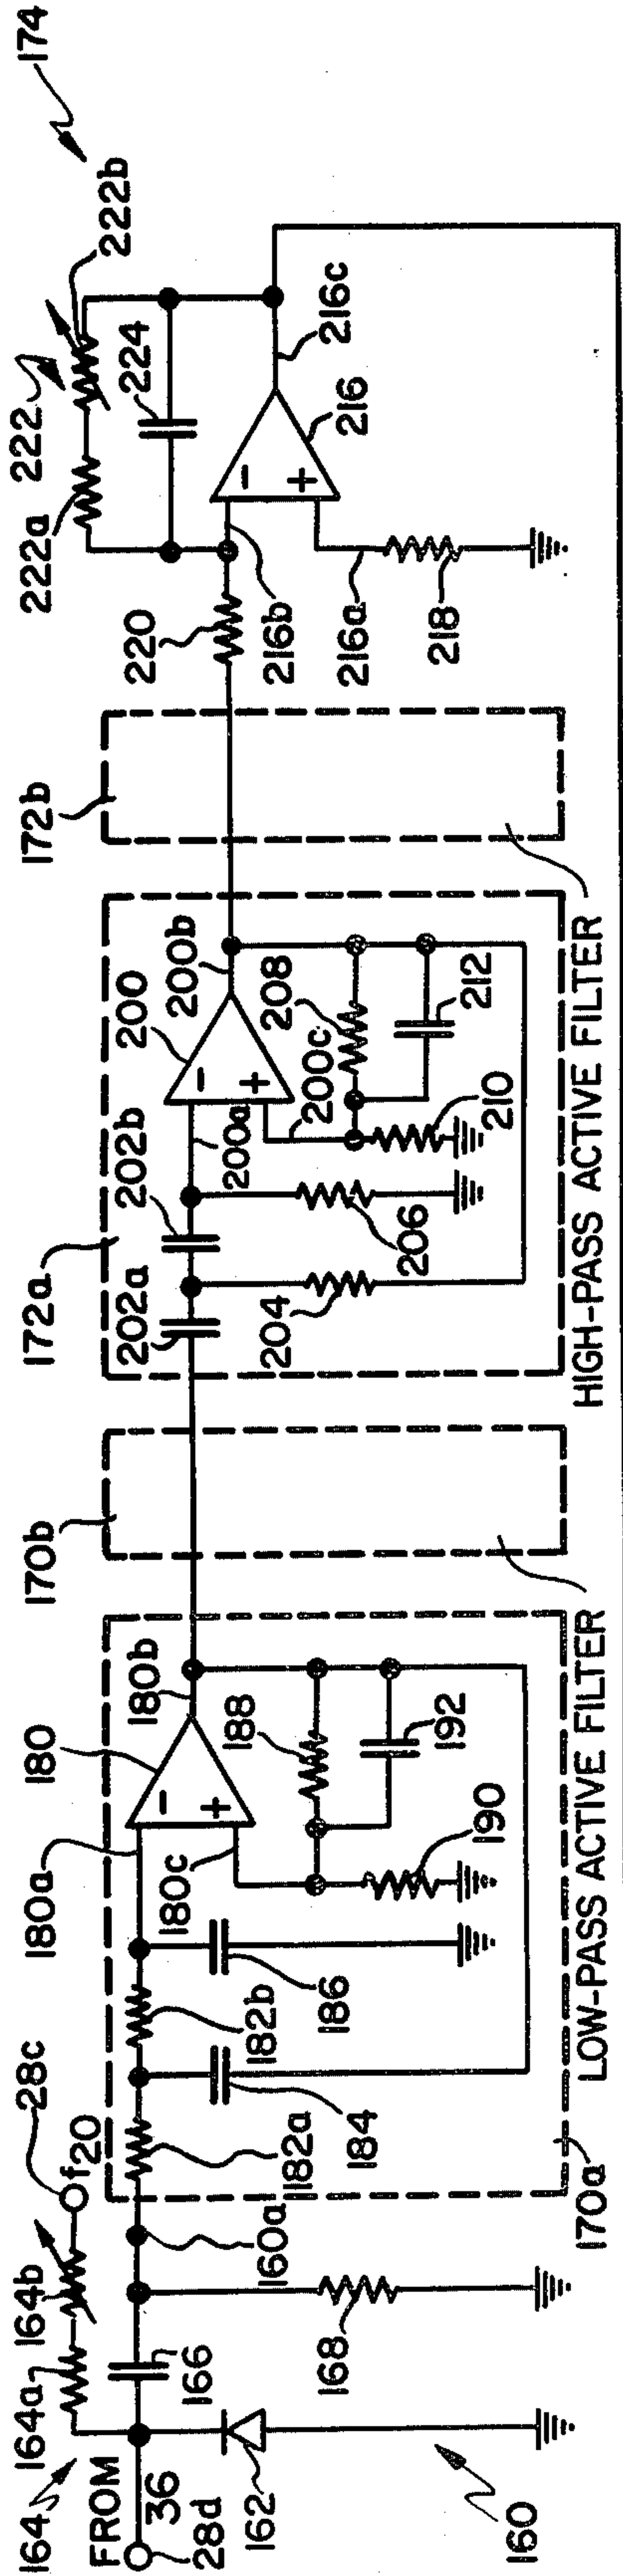 174
222
222a
222b
224
220
216b
216
216c
216a
218
172b
172a
202a
202b
200
200a
200b
200c
204
206
208
210
212
HIGH-PASS ACTIVE FILTER
170b
180a
180
180b
180c
182a
182b
184
186
188
190
192
LOW-PASS ACTIVE FILTER
170a
28c
f20
164
164a
164b
160a
166
168
FROM
36
28d
162
160
-
+
-
+
-
+